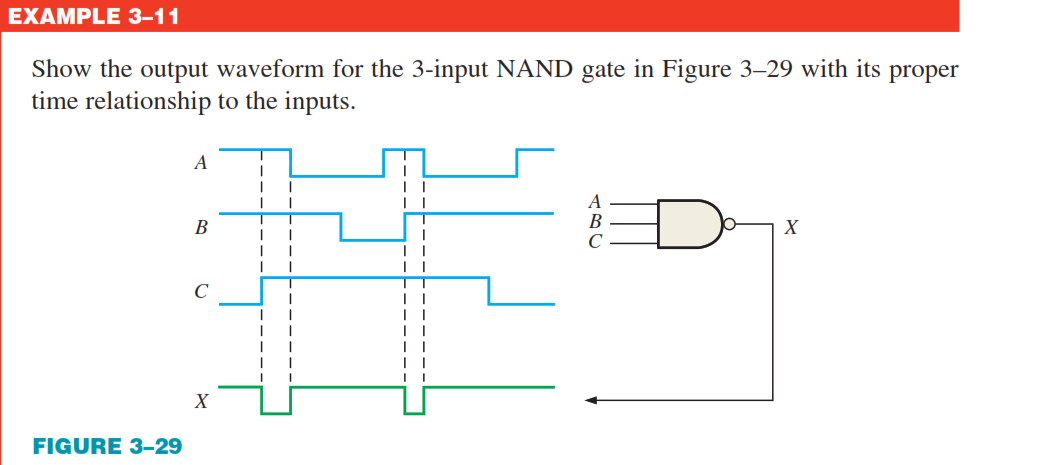 EXAMPLE 3–11
Show the output waveform for the 3-input NAND gate in Figure 3–29 with its proper
time relationship to the inputs.
A
B
C
X
A
B
C
X
FIGURE 3–29